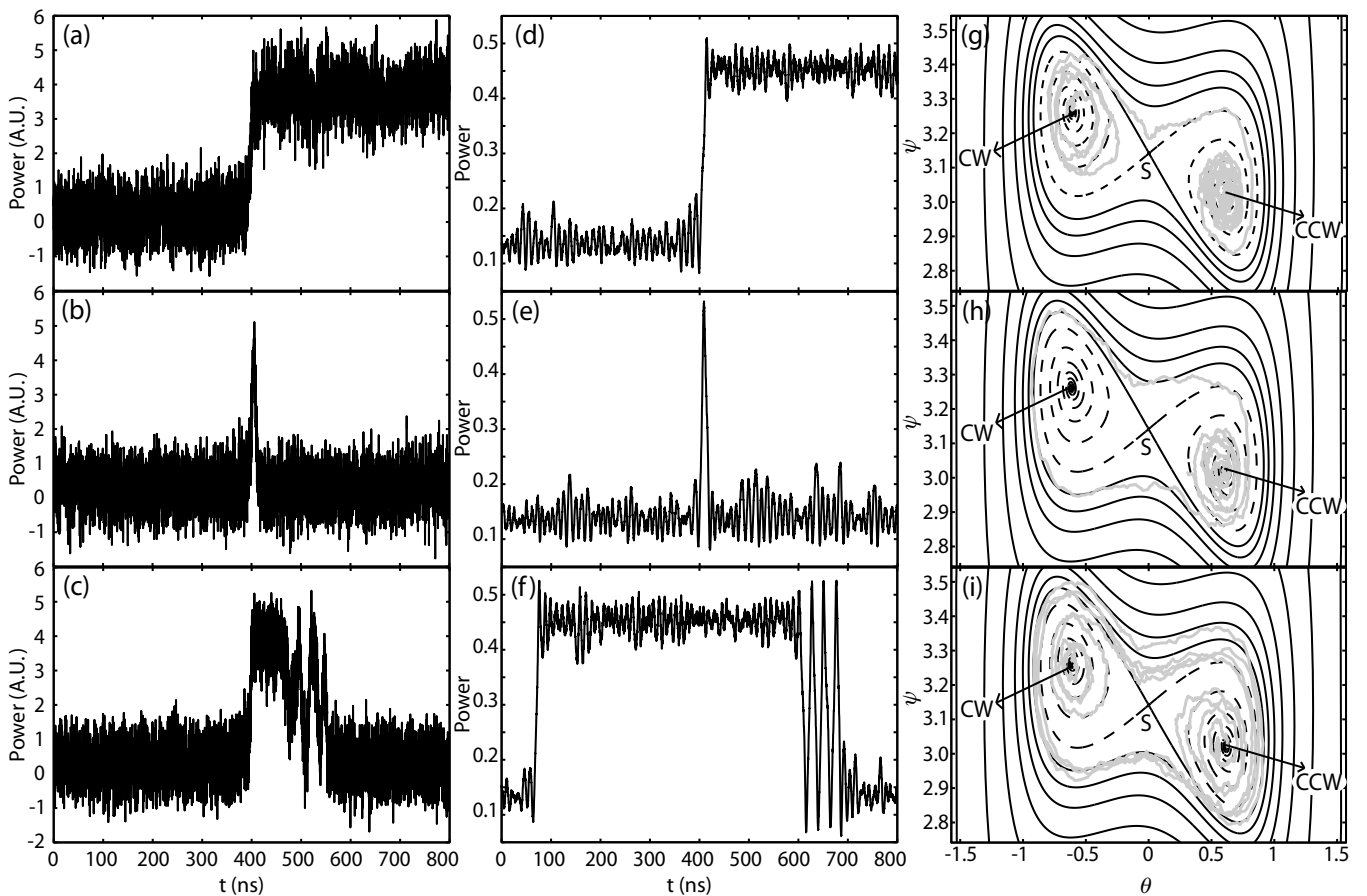 (a)
Power (A.U.)
6
5
4
3
2
1
0
-1
(b)
Power (A.U.)
6
5
4
3
2
1
0
-1
(c)
Power (A.U.)
6
5
4
3
2
1
0
-1
-2
0 100 200 300 400 500 600 700 800
t (ns)
(d)
Power
0.5
0.4
0.3
0.2
0.1
(e)
Power
0.5
0.4
0.3
0.2
0.1
(f)
Power
0.5
0.4
0.3
0.2
0.1
0 100 200 300 400 500 600 700 800
t (ns)
(g)
ψ
3.4
3.3
3.2
3.1
3.0
2.9
2.8
CW
S
CCW
(h)
ψ
3.5
3.4
3.3
3.2
3.1
3.0
2.9
2.8
CW
S
CCW
(i)
ψ
3.5
3.4
3.3
3.2
3.1
3.0
2.9
2.8
CW
S
CCW
-1.5 -1 -0.5 0 0.5 1 1.5
θ